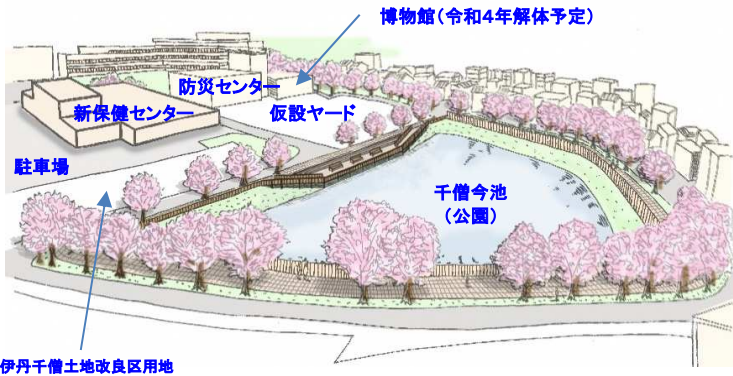 博物館(令和4年解体予定)
防災センター
新保健センター
仮設ヤード
駐車場
千僧今池
(公園)
伊丹千僧土地改良区用地